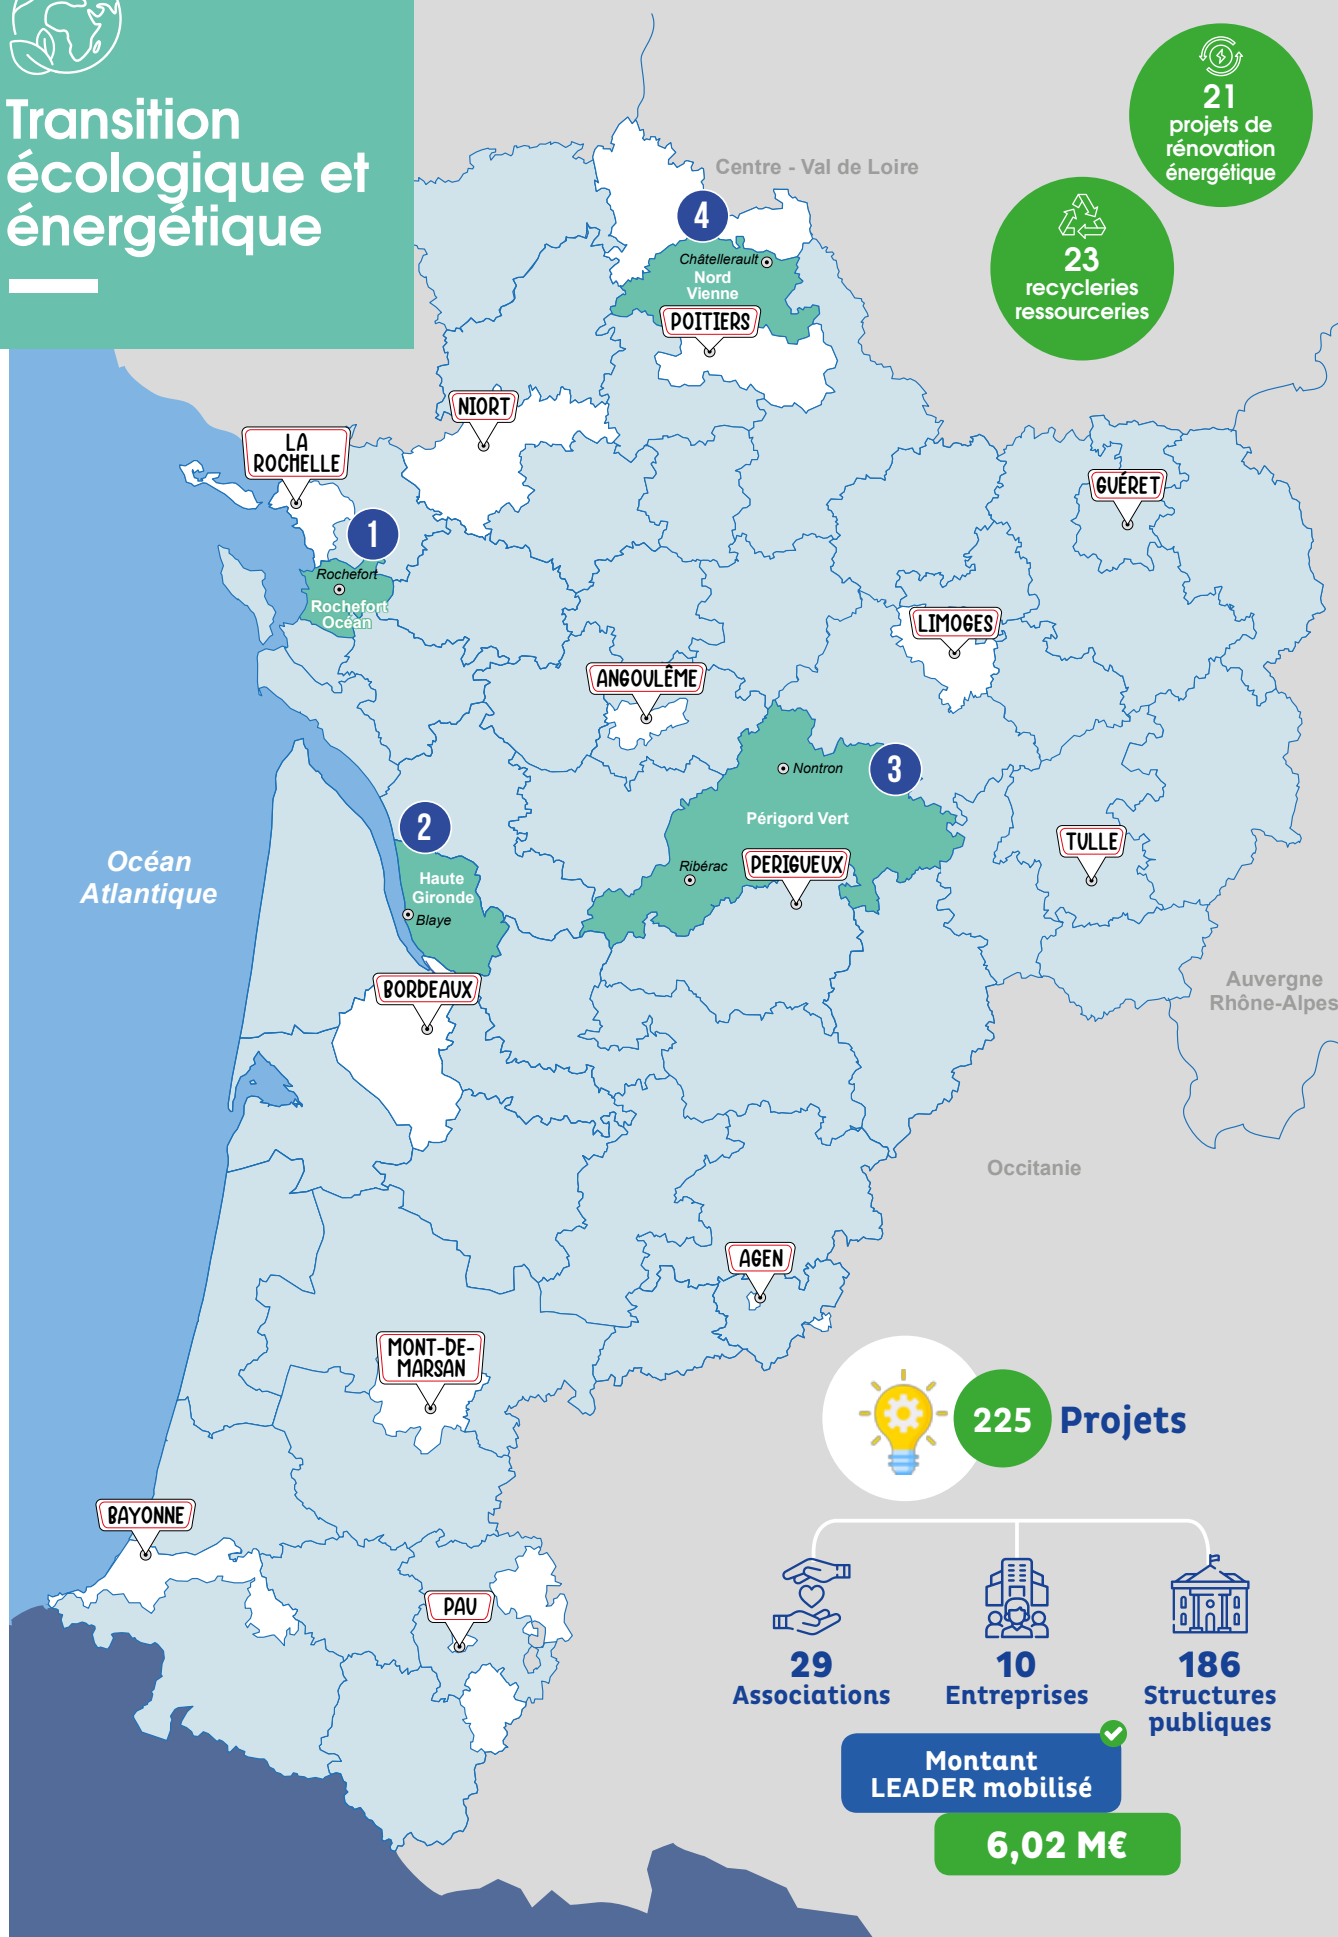 Transition
écologique et
énergétique
21
projets de
rénovation
énergétique
23
recycleries
ressourceries
Centre - Val de Loire
4
Châtellerault
Nord
Vienne
POITIERS
NIORT
LA
ROCHELLE
1
Rochefort
Rochefort
Océan
GUÉRET
LIMOGES
ANGOULÊME
Nontron
3
Périgord Vert
2
Haute
Gironde
Blaye
Ribérac
PERIGUEUX
TULLE
Océan
Atlantique
BORDEAUX
Auvergne
Rhône-Alpes
Occitanie
AGEN
MONT-DE-
MARSAN
BAYONNE
PAU
225 Projets
29
Associations
10
Entreprises
186
Structures
publiques
Montant
LEADER mobilisé
6,02 M€